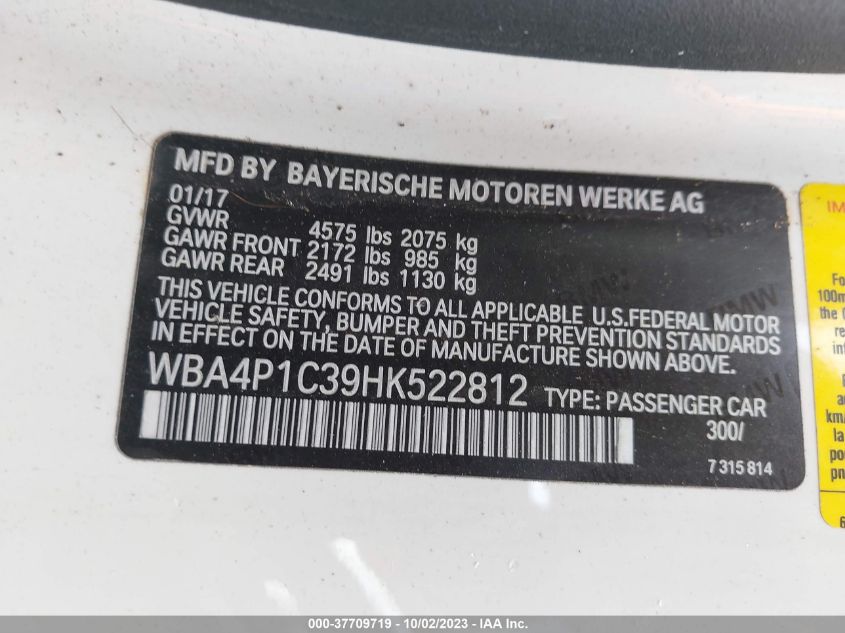 MFD BY BAYERISCHE MOTOREN WERKE AG
01/17
GVWR 4575 lbs 2075 kg
GAWR FRONT 2172 lbs 985 kg
GAWR REAR 2491 lbs 1130 kg
THIS VEHICLE CONFORMS TO ALL APPLICABLE U.S.FEDERAL MOTOR
VEHICLE SAFETY, BUMPER AND THEFT PREVENTION STANDARDS
IN EFFECT ON THE DATE OF MANUFACTURE SHOWN ABOVE.
WBA4P1C39HK522812 TYPE: PASSENGER CAR
300/
7 315 814
000-37709719 - 10/02/2023 - IAA Inc.